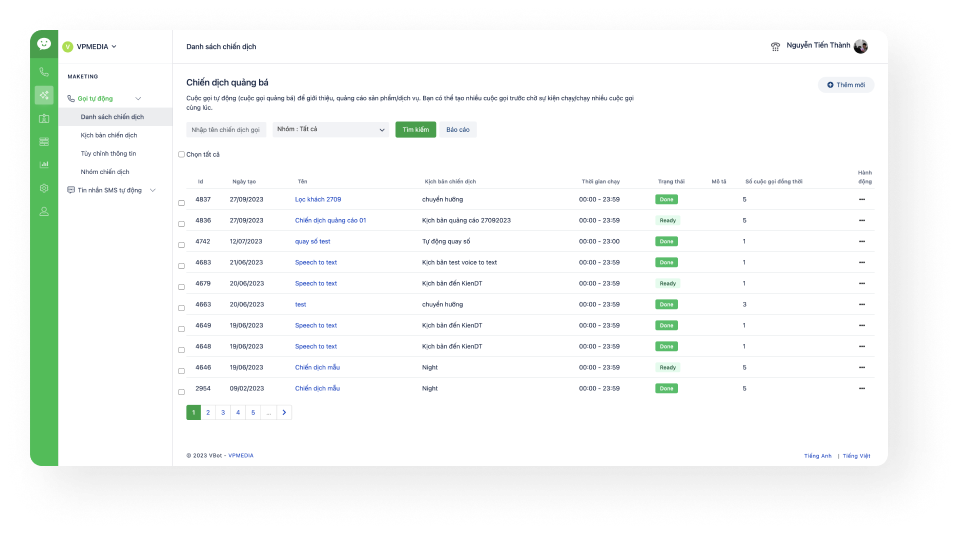 V VPMEDIA
Danh sách chiến dịch
Nguyễn Tiến Thành
MAKETING
Gọi tự động
Danh sách chiến dịch
Kịch bản chiến dịch
Tùy chỉnh thông tin
Nhóm chiến dịch
Tin nhắn SMS tự động
Chiến dịch quảng bá
Thêm mới
Cuộc gọi tự động (cuộc gọi quảng bá) để giới thiệu, quảng cáo sản phẩm/dịch vụ. Bạn có thể tạo nhiều cuộc gọi trước chờ sự kiện chạy/chạy nhiều cuộc gọi
cùng lúc.
Nhập tên chiến dịch gọi Nhóm : Tất cả Tìm kiếm Báo cáo
Chọn tất cả
Id Ngày tạo Tên Kịch bản chiến dịch Thời gian chạy Trạng thái Mô tả Số cuộc gọi đồng thời Hành động
4837 27/09/2023 Lọc khách 2709 chuyển hướng 00:00 - 23:59 Done 5 •••
4836 27/09/2023 Chiến dịch quảng cáo 01 Kịch bản quảng cáo 27092023 00:00 - 23:59 Ready 5 •••
4742 12/07/2023 quay số test Tự động quay số 00:00 - 23:00 Done 1 •••
4683 21/06/2023 Speech to text Kịch bản test voice to text 00:00 - 23:59 Done 1 •••
4679 20/06/2023 Speech to text Kịch bản đến KienDT 00:00 - 23:59 Ready 1 •••
4663 20/06/2023 test chuyển hướng 00:00 - 23:59 Done 3 •••
4649 19/06/2023 Speech to text Kịch bản đến KienDT 00:00 - 23:59 Done 1 •••
4648 19/06/2023 Speech to text Kịch bản đến KienDT 00:00 - 23:59 Done 1 •••
4646 19/06/2023 Chiến dịch mẫu Night 00:00 - 23:59 Ready 5 •••
2954 09/02/2023 Chiến dịch mẫu Night 00:00 - 23:59 Done 5 •••
1 2 3 4 5 ... >
© 2023 VBot - VPMEDIA
Tiếng Anh | Tiếng Việt